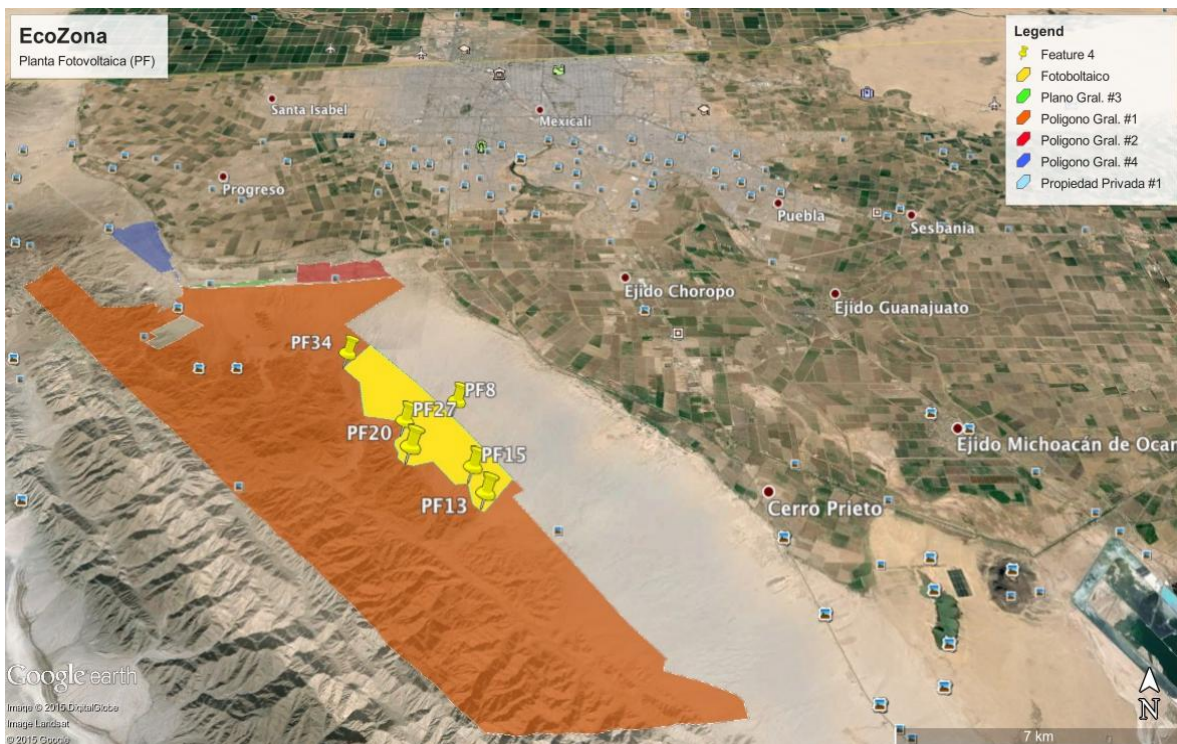 EcoZona
Planta Fotovoltaica (PF)
Legend
Feature 4
Fotoboltaico
Plano Gral. #3
Poligono Gral. #1
Poligono Gral. #2
Poligono Gral. #4
Propiedad Privada #1
Santa Isabel
Mexicali
Progreso
Puebla
Sesbania
Ejido Choropo
Ejido Guanajuato
PF34
PF8
PF27
PF20
PF15
PF13
Ejido Michoacán de Ocar
Cerro Prieto
Google earth
Image © 2015 DigitalGlobe
Image Landsat
© 2015 Google
N
7 km